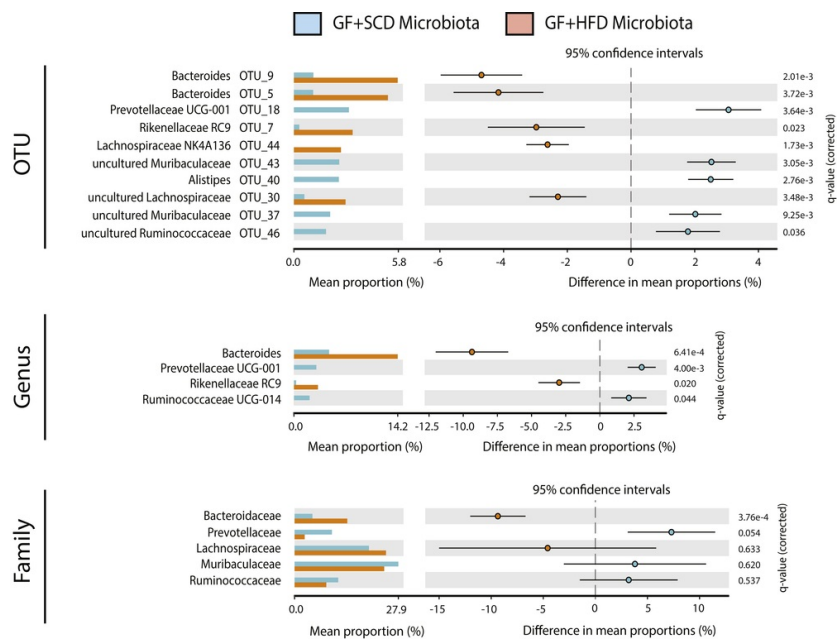 GF+SCD Microbiota GF+HFD Microbiota
95% confidence intervals
OTU
Bacteroides OTU_9 2.01e-3
Bacteroides OTU_5 3.72e-3
Prevotellaceae UCG-001 OTU_18 3.64e-3
Rikenellaceae RC9 OTU_7 0.023
Lachnospiraceae NK4A136 OTU_44 1.73e-3
uncultured Muribaculaceae OTU_43 3.05e-3
Alistipes OTU_40 2.76e-3
uncultured Lachnospiraceae OTU_30 3.48e-3
uncultured Muribaculaceae OTU_37 9.25e-3
uncultured Ruminococcaceae OTU_46 0.036
q-value (corrected)
0.0 5.8 -6 -4 -2 0 2 4
Mean proportion (%) Difference in mean proportions (%)
95% confidence intervals
Genus
Bacteroides 6.41e-4
Prevotellaceae UCG-001 4.00e-3
Rikenellaceae RC9 0.020
Ruminococcaceae UCG-014 0.044
q-value (corrected)
0.0 14.2 -12.5 -10.0 -7.5 -5.0 -2.5 0 2.5
Mean proportion (%) Difference in mean proportions (%)
95% confidence intervals
Family
Bacteroidaceae 3.76e-4
Prevotellaceae 0.054
Lachnospiraceae 0.633
Muribaculaceae 0.620
Ruminococcaceae 0.537
q-value (corrected)
0.0 27.9 -15 -10 -5 0 5 10
Mean proportion (%) Difference in mean proportions (%)